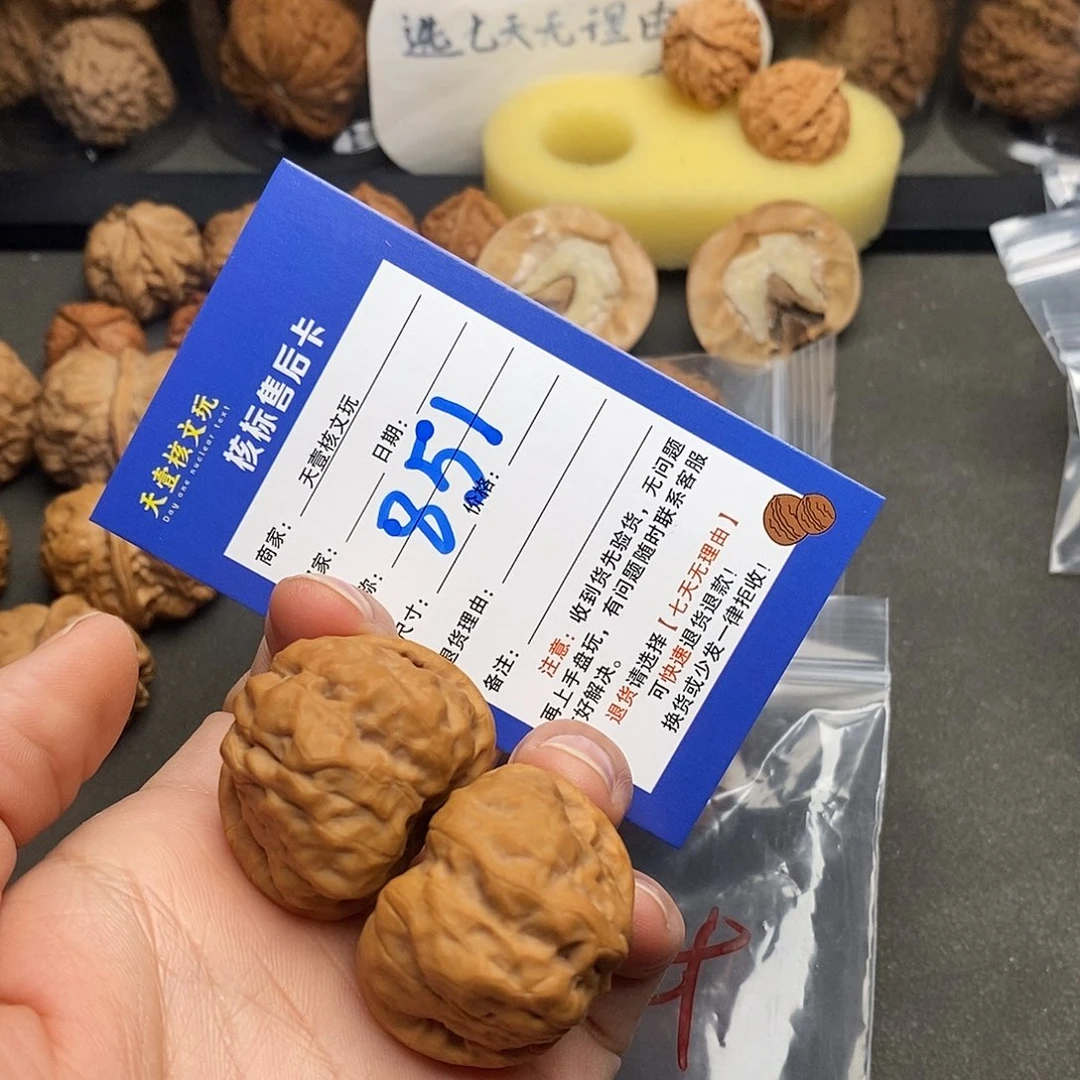 选七天无理由
天壹核文玩
Day one nuclear text
核标售后卡
商家：天壹核文玩
家：
日期：
称：
851
尺寸：
价格：
退货理由：
备注：
注意：收到货先验货，无问题
再上手盘玩，有问题随时联系客服
好解决。
退货请选择【七天无理由】
可快速退货退款！
换货或少发一律拒收！